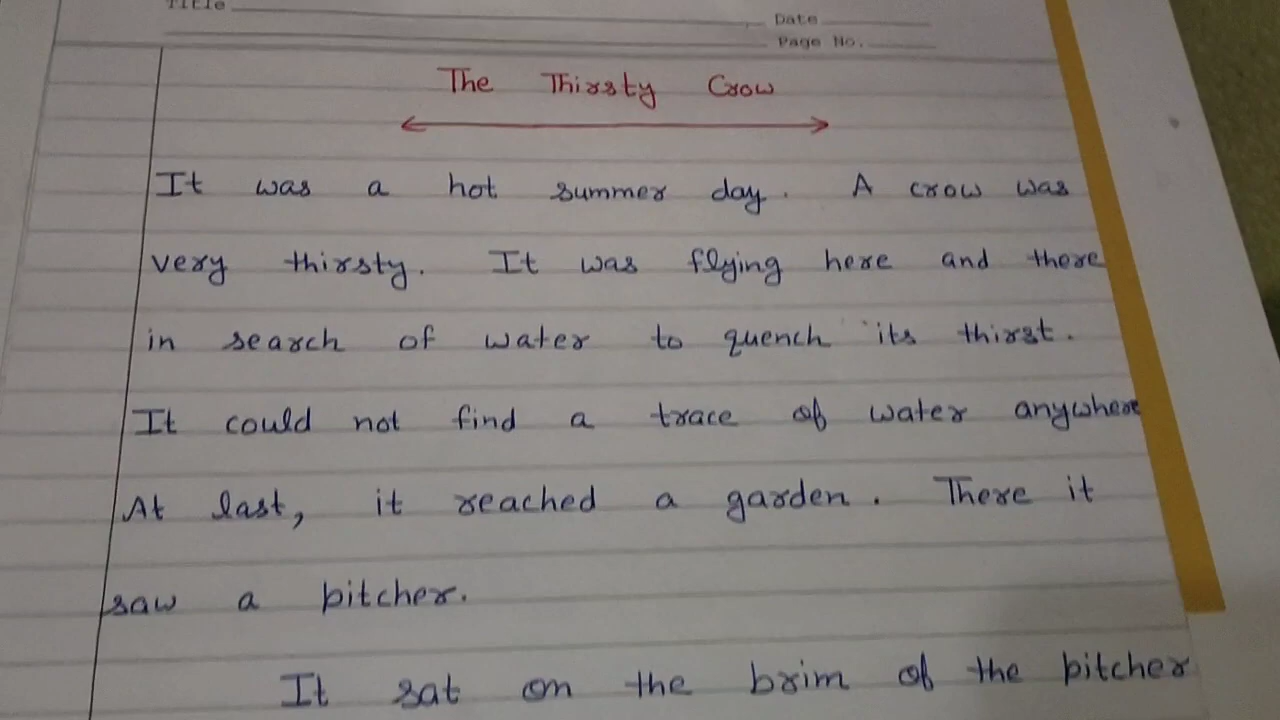 Title
Date
Page No.
The Thirsty Crow
It was a hot summer day. A crow was
very thirsty. It was flying here and there
in search of water to quench its thirst.
It could not find a trace of water anywhere
At last, it reached a garden. There it
saw a pitcher.
It sat on the brim of the pitcher